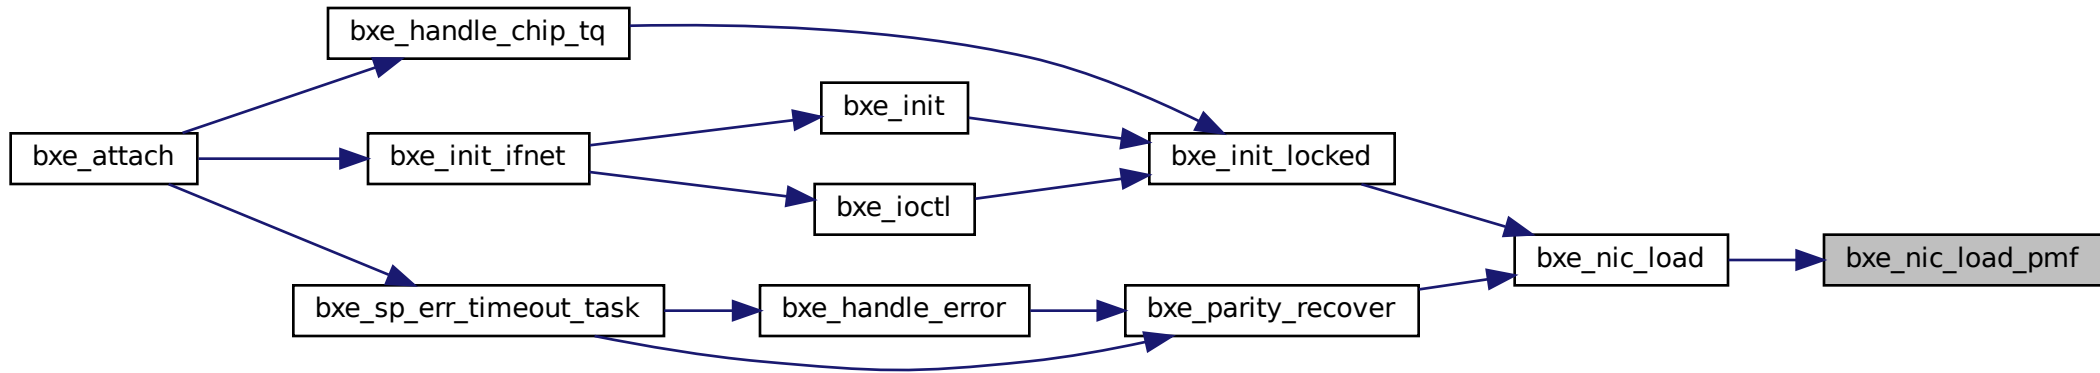 bxe_handle_chip_tq
bxe_init
bxe_attach
bxe_init_ifnet
bxe_init_locked
bxe_ioctl
bxe_nic_load
bxe_nic_load_pmf
bxe_sp_err_timeout_task
bxe_handle_error
bxe_parity_recover